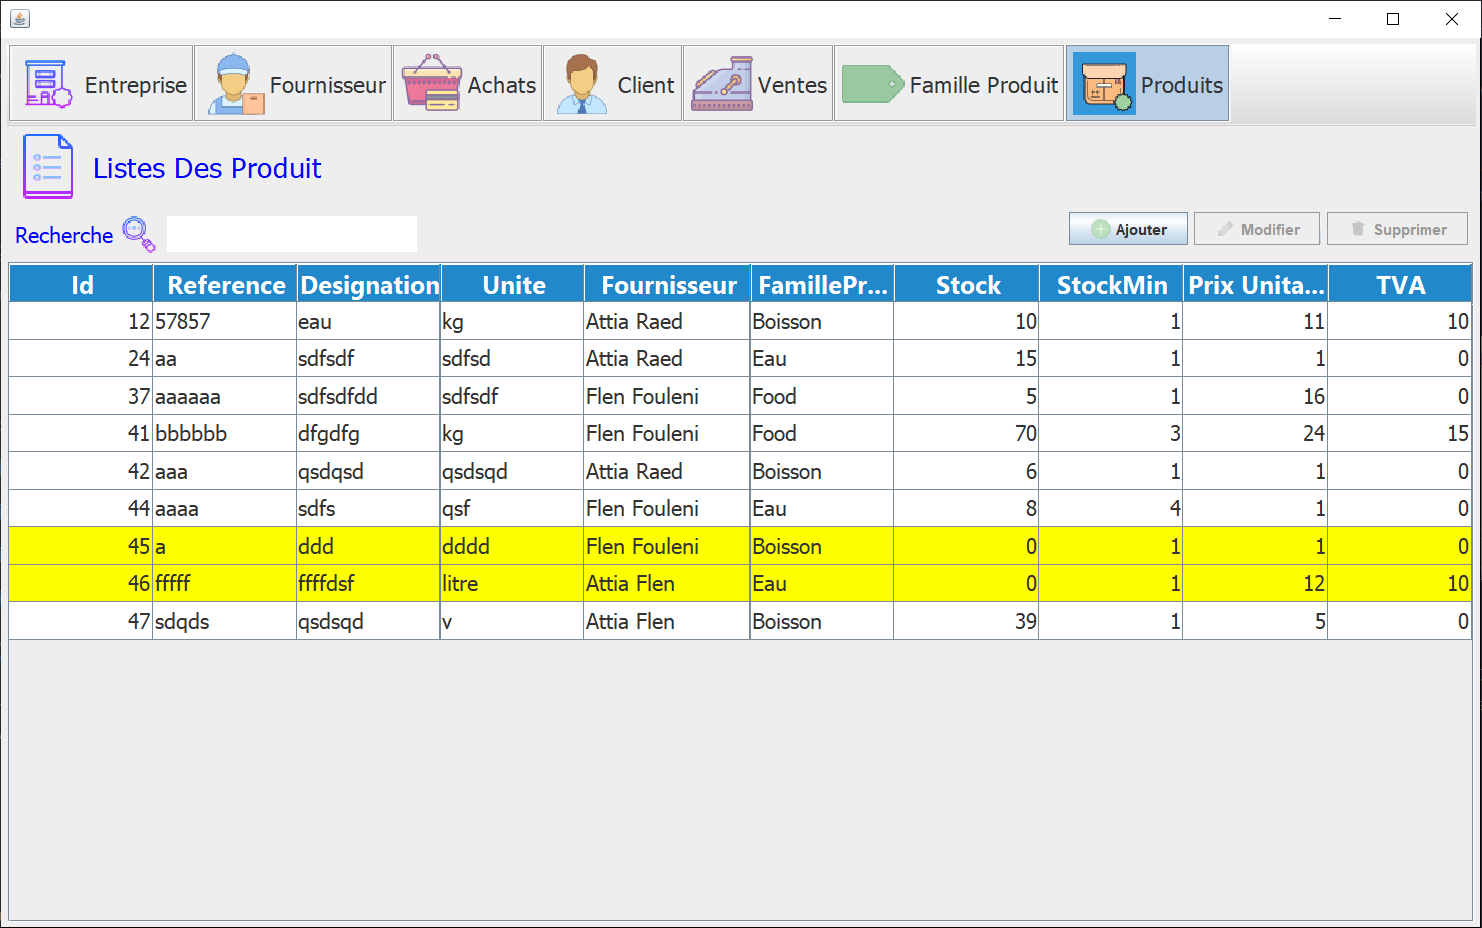 Entreprise Fournisseur Achats Client Ventes Famille Produit Produits
Listes Des Produit
Recherche Ajouter Modifier Supprimer
Id Reference Designation Unite Fournisseur FamillePr... Stock StockMin Prix Unita... TVA
12 57857 eau kg Attia Raed Boisson 10 1 11 10
24 aa sdfsdf sdfsd Attia Raed Eau 15 1 1 0
37 aaaaaa sdfsdfdd sdfsdf Flen Fouleni Food 5 1 16 0
41 bbbbbb dfgdfg kg Flen Fouleni Food 70 3 24 15
42 aaa qsdqsd qsdsqd Attia Raed Boisson 6 1 1 0
44 aaaa sdfs qsf Flen Fouleni Eau 8 4 1 0
45 a ddd dddd Flen Fouleni Boisson 0 1 1 0
46 fffff ffffdsf litre Attia Flen Eau 0 1 12 10
47 sdqds qsdsqd v Attia Flen Boisson 39 1 5 0